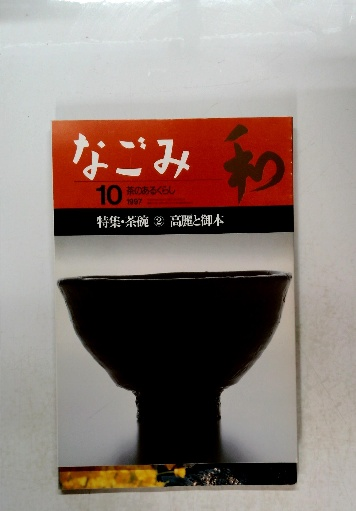 なごみ 和
10 茶のあるくらし
1997
特集・茶碗 ② 高麗と御本